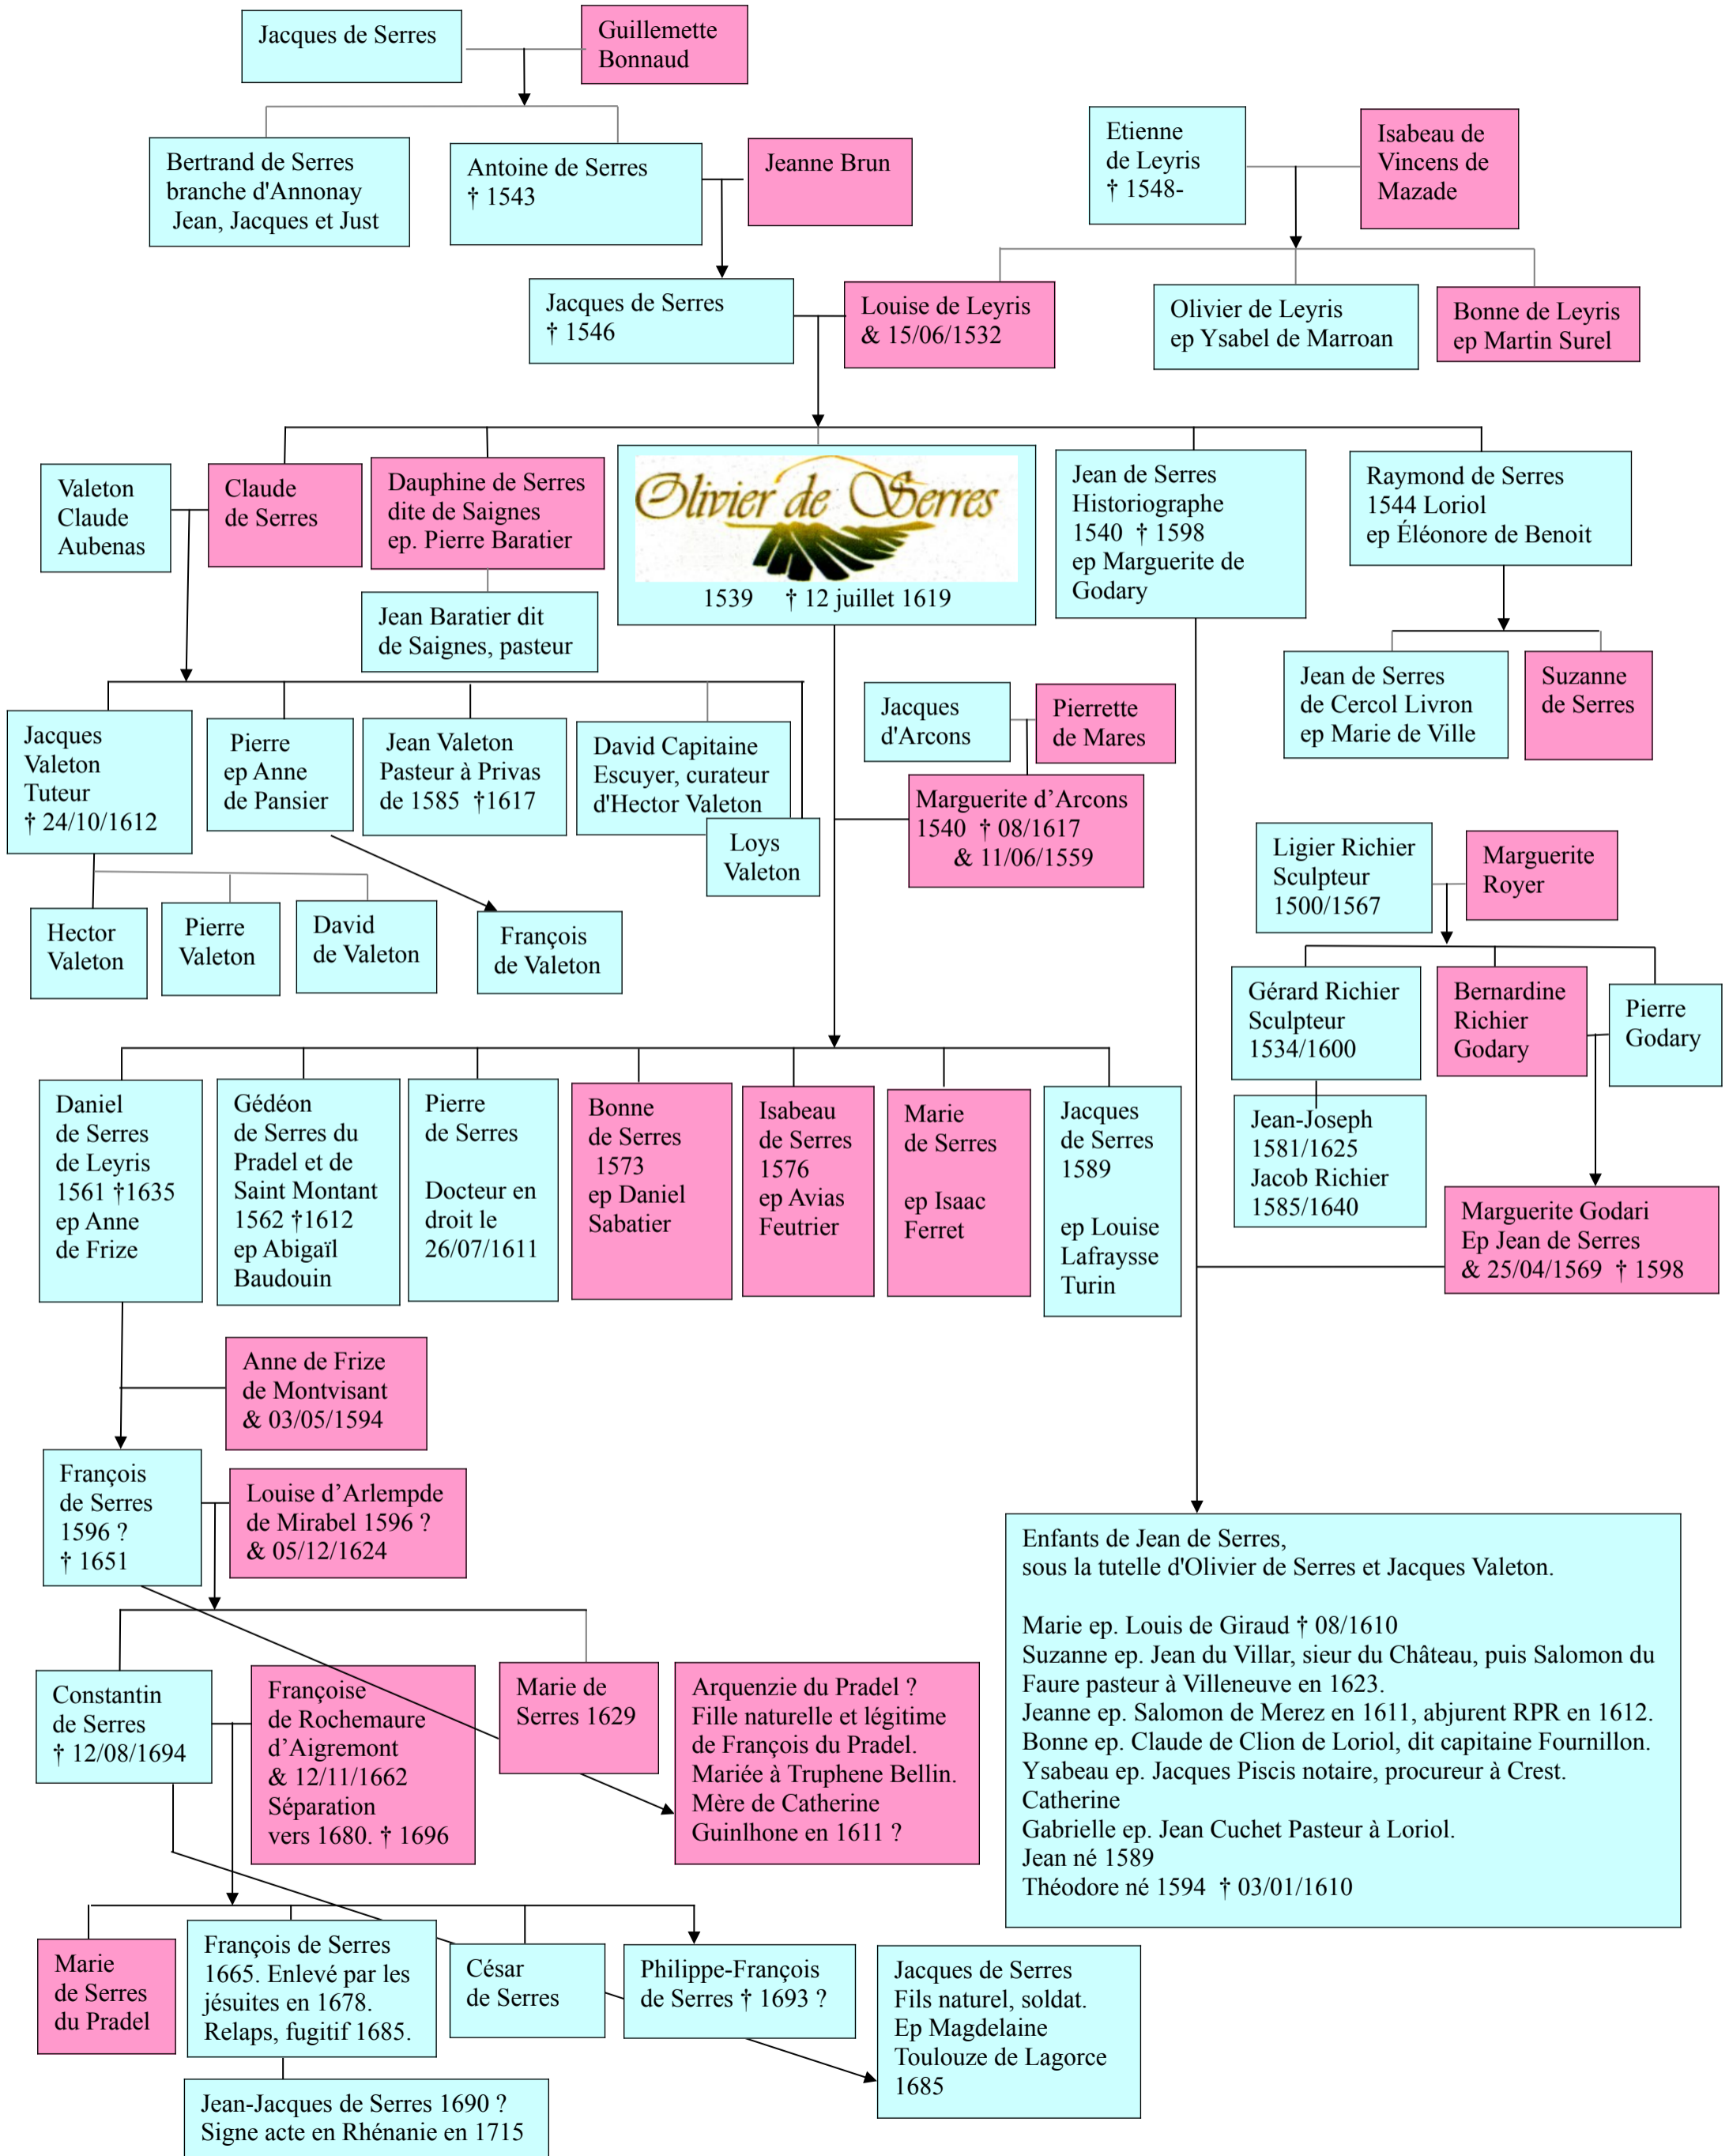 Jacques de Serres
Guillemette
Bonnaud
Bertrand de Serres
branche d'Annonay
Jean, Jacques et Just
Antoine de Serres
† 1543
Jeanne Brun
Etienne
de Leyris
† 1548-
Isabeau de
Vincens de
Mazade
Jacques de Serres
† 1546
Louise de Leyris
& 15/06/1532
Olivier de Leyris
ep Ysabel de Marroan
Bonne de Leyris
ep Martin Surel
Valeton
Claude
Aubenas
Claude
de Serres
Dauphine de Serres
dite de Saignes
ep. Pierre Baratier
Jean Baratier dit
de Saignes, pasteur
Olivier de Serres
1539 † 12 juillet 1619
Jean de Serres
Historiographe
1540 † 1598
ep Marguerite de
Godary
Raymond de Serres
1544 Loriol
ep Éléonore de Benoit
Jean de Serres
de Cercol Livron
ep Marie de Ville
Suzanne
de Serres
Jacques
Valeton
Tuteur
† 24/10/1612
Pierre
ep Anne
de Pansier
Jean Valeton
Pasteur à Privas
de 1585 †1617
David Capitaine
Escuyer, curateur
d'Hector Valeton
Loys
Valeton
Jacques
d'Arcons
Pierrette
de Mares
Marguerite d’Arcons
1540 † 08/1617
& 11/06/1559
Hector
Valeton
Pierre
Valeton
David
de Valeton
François
de Valeton
Ligier Richier
Sculpteur
1500/1567
Marguerite
Royer
Gérard Richier
Sculpteur
1534/1600
Bernardine
Richier
Godary
Pierre
Godary
Jean-Joseph
1581/1625
Jacob Richier
1585/1640
Marguerite Godari
Ep Jean de Serres
& 25/04/1569 † 1598
Daniel
de Serres
de Leyris
1561 †1635
ep Anne
de Frize
Gédéon
de Serres du
Pradel et de
Saint Montant
1562 †1612
ep Abigaïl
Baudouin
Pierre
de Serres
Docteur en
droit le
26/07/1611
Bonne
de Serres
1573
ep Daniel
Sabatier
Isabeau
de Serres
1576
ep Avias
Feutrier
Marie
de Serres
ep Isaac
Ferret
Jacques
de Serres
1589
ep Louise
Lafraysse
Turin
Anne de Frize
de Montvisant
& 03/05/1594
François
de Serres
1596 ?
† 1651
Louise d’Arlempde
de Mirabel 1596 ?
& 05/12/1624
Constantin
de Serres
† 12/08/1694
Françoise
de Rochemaure
d’Aigremont
& 12/11/1662
Séparation
vers 1680. † 1696
Marie de
Serres 1629
Arquenzie du Pradel ?
Fille naturelle et légitime
de François du Pradel.
Mariée à Truphene Bellin.
Mère de Catherine
Guinlhone en 1611 ?
Enfants de Jean de Serres,
sous la tutelle d'Olivier de Serres et Jacques Valeton.
Marie ep. Louis de Giraud † 08/1610
Suzanne ep. Jean du Villar, sieur du Château, puis Salomon du
Faure pasteur à Villeneuve en 1623.
Jeanne ep. Salomon de Merez en 1611, abjurent RPR en 1612.
Bonne ep. Claude de Clion de Loriol, dit capitaine Fournillon.
Ysabeau ep. Jacques Piscis notaire, procureur à Crest.
Catherine
Gabrielle ep. Jean Cuchet Pasteur à Loriol.
Jean né 1589
Théodore né 1594 † 03/01/1610
Marie
de Serres
du Pradel
François de Serres
1665. Enlevé par les
jésuites en 1678.
Relaps, fugitif 1685.
César
de Serres
Philippe-François
de Serres † 1693 ?
Jacques de Serres
Fils naturel, soldat.
Ep Magdelaine
Toulouze de Lagorce
1685
Jean-Jacques de Serres 1690 ?
Signe acte en Rhénanie en 1715